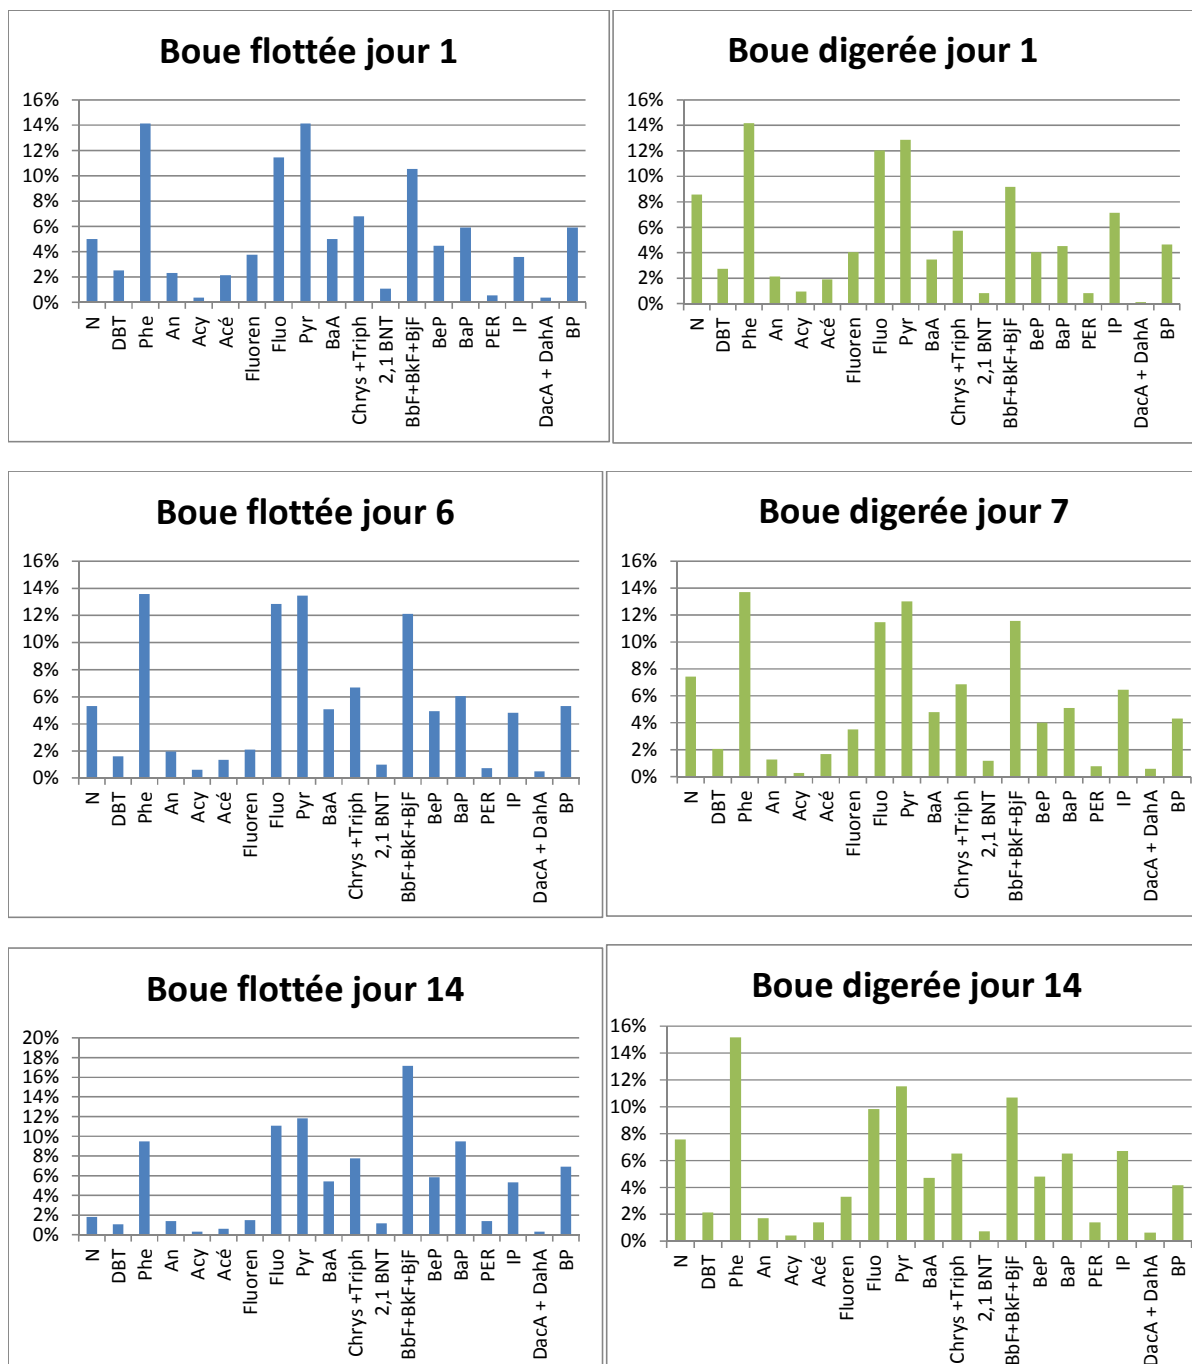 Boue flottée jour 1
16%
14%
12%
10%
8%
6%
4%
2%
0%
N
DBT
Phe
An
Acy
Acé
Fluoren
Fluo
Pyr
BaA
Chrys +Triph
2,1 BNT
BbF+BkF+BjF
BeP
BaP
PER
IP
DacA + DahA
BP
Boue digerée jour 1
16%
14%
12%
10%
8%
6%
4%
2%
0%
N
DBT
Phe
An
Acy
Acé
Fluoren
Fluo
Pyr
BaA
Chrys +Triph
2,1 BNT
BbF+BkF+BjF
BeP
BaP
PER
IP
DacA + DahA
BP
Boue flottée jour 6
16%
14%
12%
10%
8%
6%
4%
2%
0%
N
DBT
Phe
An
Acy
Acé
Fluoren
Fluo
Pyr
BaA
Chrys +Triph
2,1 BNT
BbF+BkF+BjF
BeP
BaP
PER
IP
DacA + DahA
BP
Boue digerée jour 7
16%
14%
12%
10%
8%
6%
4%
2%
0%
N
DBT
Phe
An
Acy
Acé
Fluoren
Fluo
Pyr
BaA
Chrys +Triph
2,1 BNT
BbF+BkF+BjF
BeP
BaP
PER
IP
DacA + DahA
BP
Boue flottée jour 14
20%
18%
16%
14%
12%
10%
8%
6%
4%
2%
0%
N
DBT
Phe
An
Acy
Acé
Fluoren
Fluo
Pyr
BaA
Chrys +Triph
2,1 BNT
BbF+BkF+BjF
BeP
BaP
PER
IP
DacA + DahA
BP
Boue digerée jour 14
16%
14%
12%
10%
8%
6%
4%
2%
0%
N
DBT
Phe
An
Acy
Acé
Fluoren
Fluo
Pyr
BaA
Chrys +Triph
2,1 BNT
BbF+BkF+BjF
BeP
BaP
PER
IP
DacA + DahA
BP